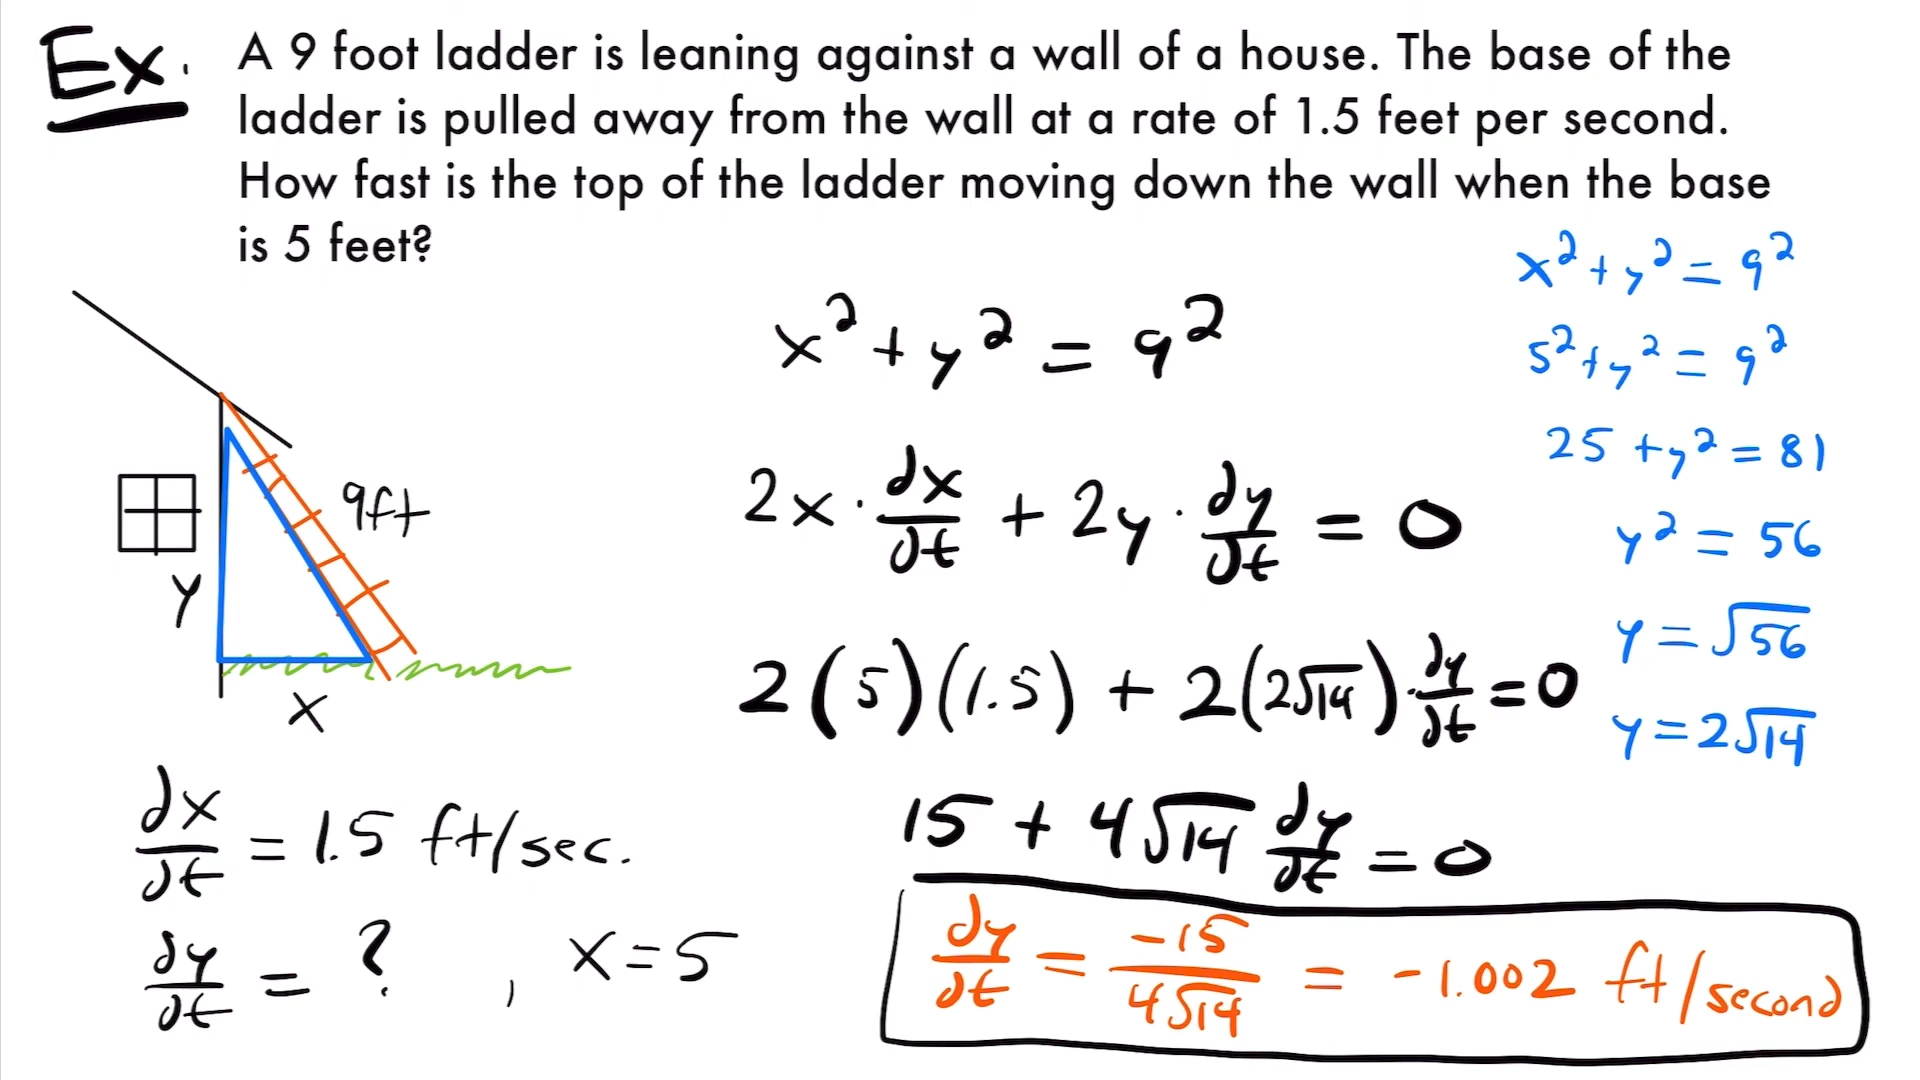 Ex. A 9 foot ladder is leaning against a wall of a house. The base of the
ladder is pulled away from the wall at a rate of 1.5 feet per second.
How fast is the top of the ladder moving down the wall when the base
is 5 feet?
9ft
y
x
dx/dt = 1.5 ft/sec.
dy/dt = ? , x=5
x² + y² = 9²
2x · dx/dt + 2y · dy/dt = 0
2(5)(1.5) + 2(2√14) · dy/dt = 0
15 + 4√14 dy/dt = 0
dy/dt = -15/4√14 = -1.002 ft/second
x² + y² = 9²
5² + y² = 9²
25 + y² = 81
y² = 56
y = √56
y = 2√14